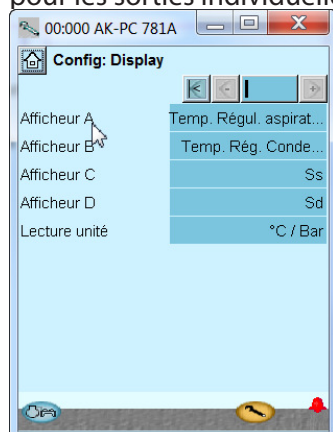 pour les sorties individuell
00:000 AK-PC 781A
Config: Display
Afficheur A Temp. Régul. aspirat...
Afficheur B Temp. Rég. Conde...
Afficheur C Ss
Afficheur D Sd
Lecture unité °C / Bar